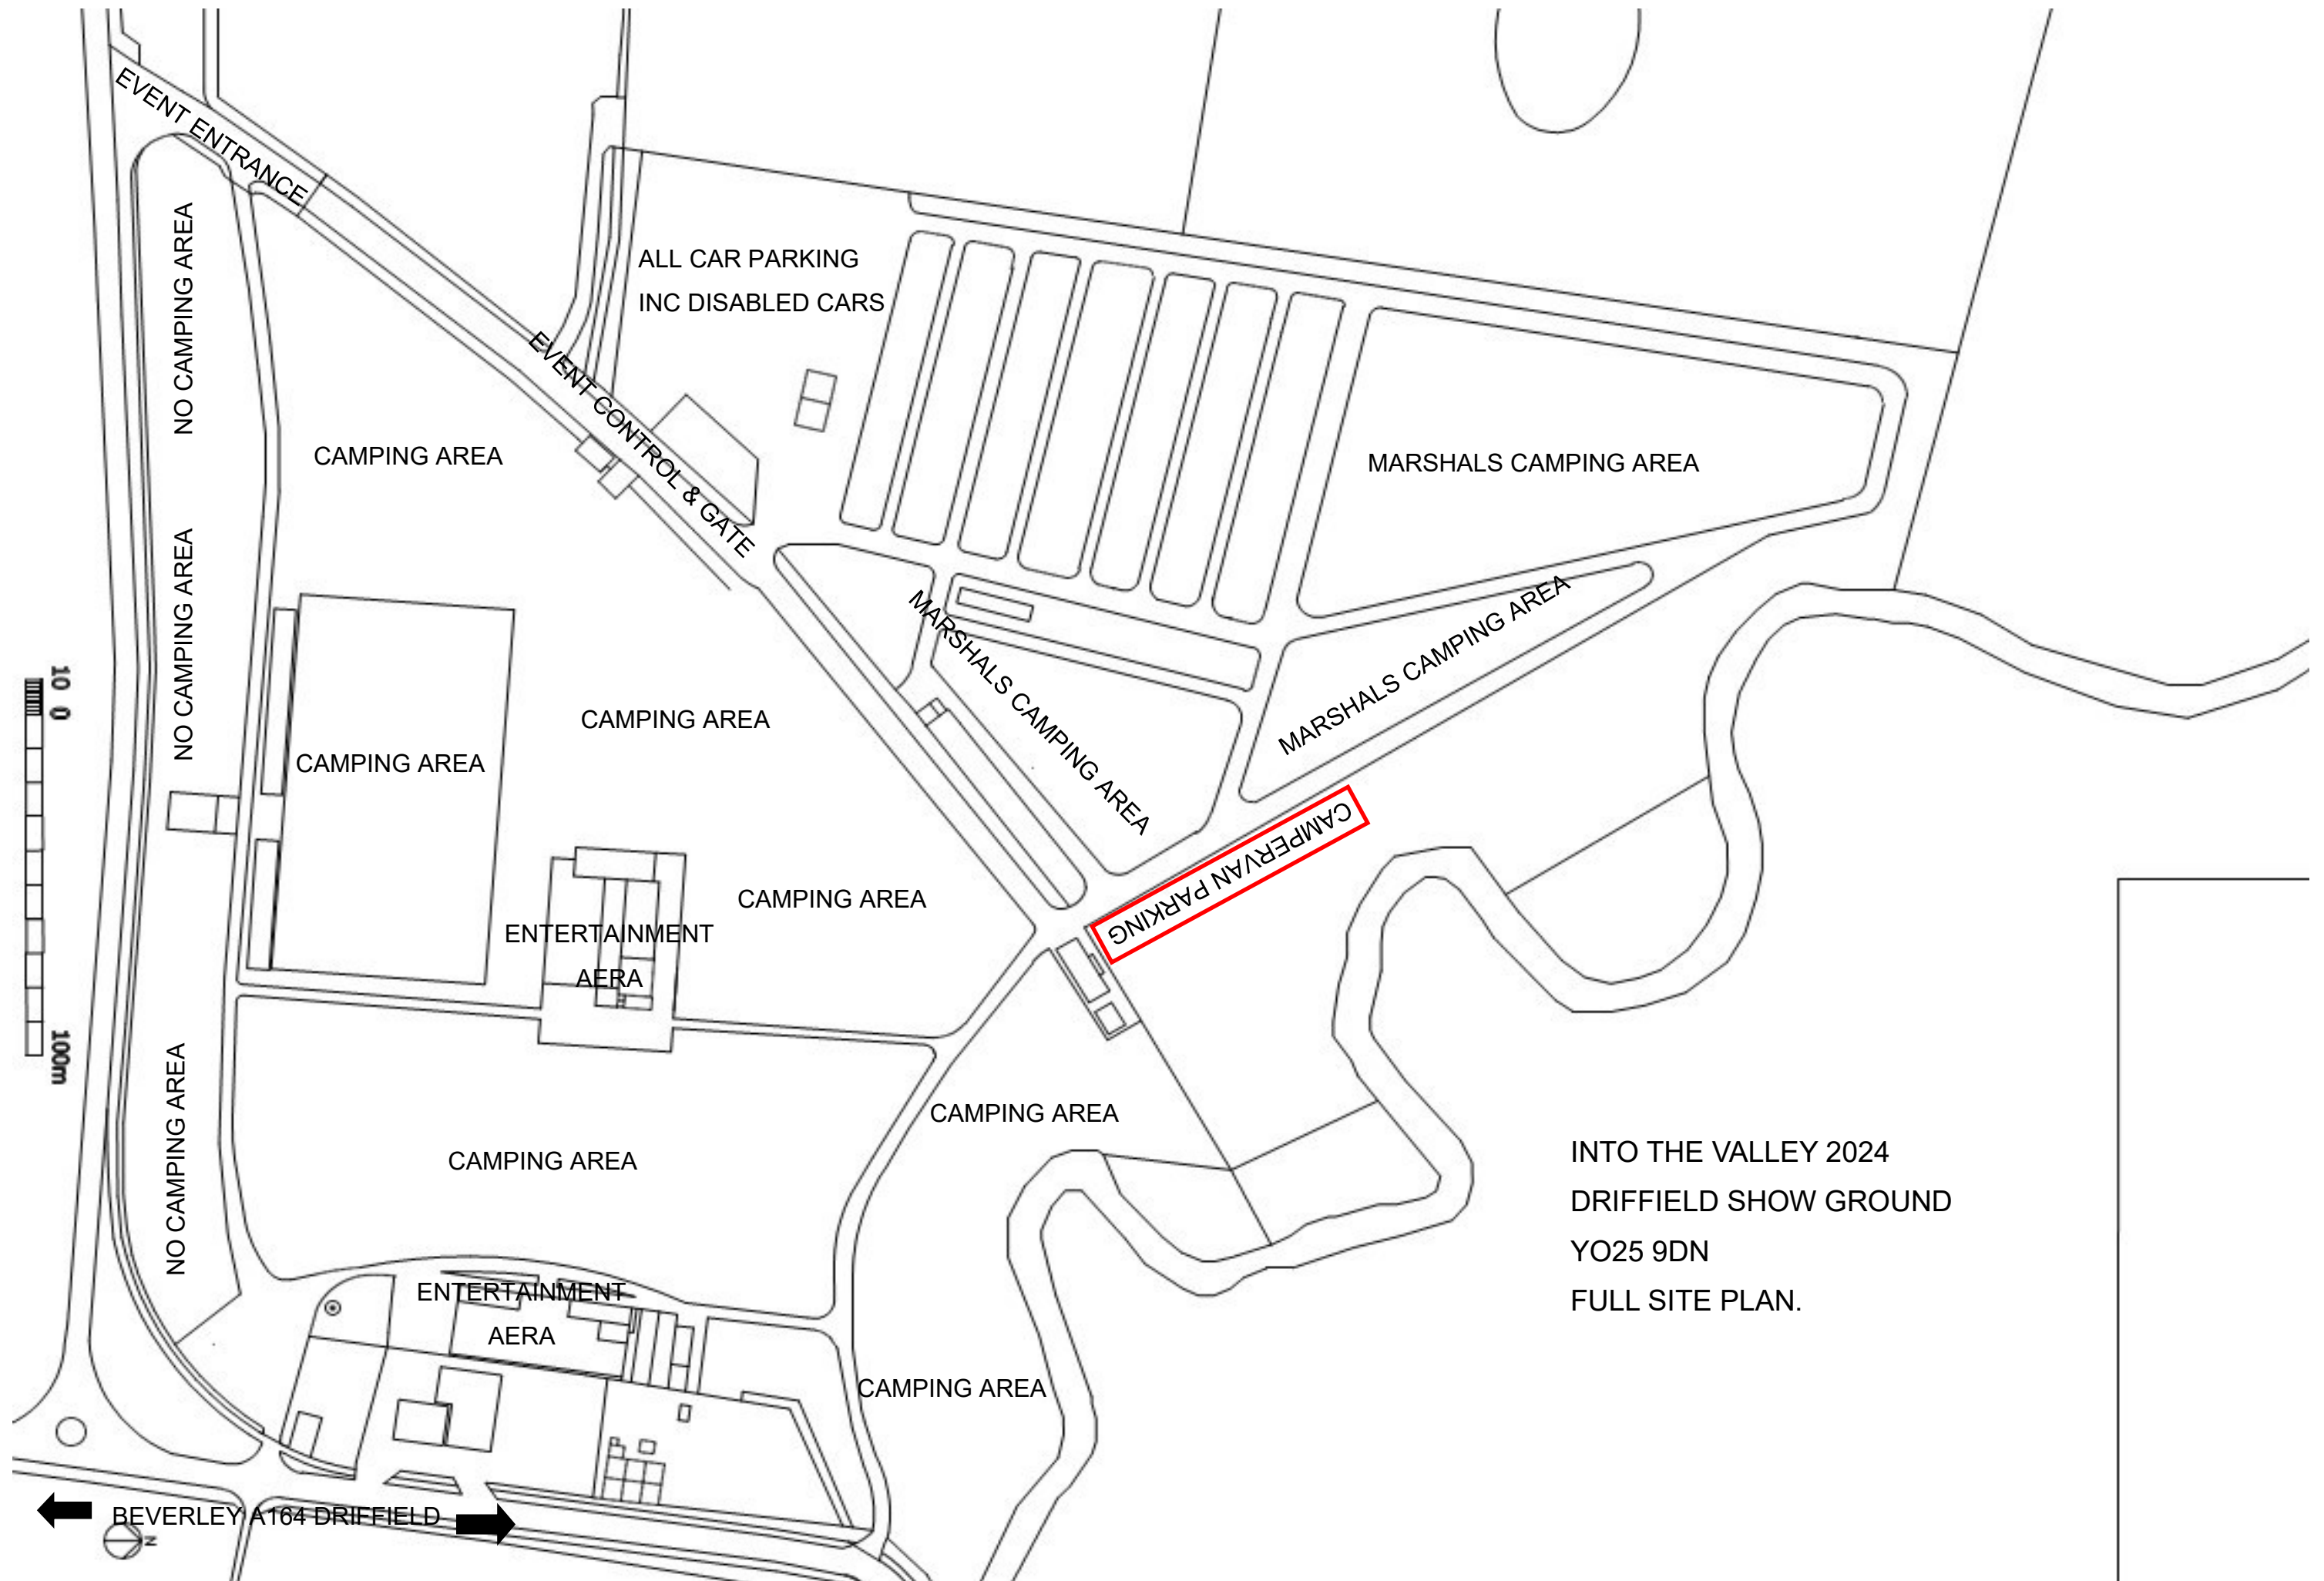 EVENT ENTRANCE
NO CAMPING AREA
ALL CAR PARKING
INC DISABLED CARS
EVENT CONTROL & GATE
CAMPING AREA
MARSHALS CAMPING AREA
NO CAMPING AREA
MARSHALS CAMPING AREA
MARSHALS CAMPING AREA
10 0
100m
CAMPING AREA
CAMPING AREA
CAMPERVAN PARKING
CAMPING AREA
ENTERTAINMENT
AERA
NO CAMPING AREA
CAMPING AREA
CAMPING AREA
INTO THE VALLEY 2024
DRIFFIELD SHOW GROUND
YO25 9DN
FULL SITE PLAN.
ENTERTAINMENT
AERA
CAMPING AREA
BEVERLEY A164 DRIFFIELD
N